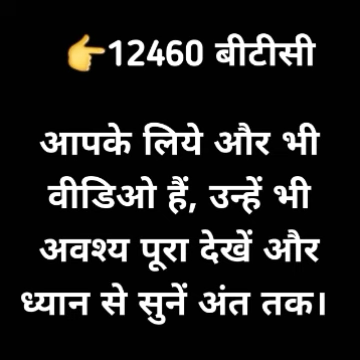 👉12460 बीटीसी
आपके लिये और भी
वीडिओ हैं, उन्हें भी
अवश्य पूरा देखें और
ध्यान से सुनें अंत तक।